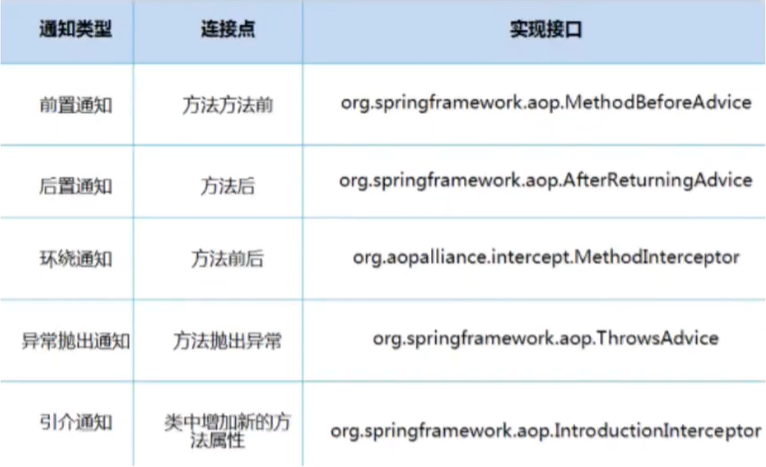 通知类型 连接点 实现接口
前置通知 方法方法前 org.springframework.aop.MethodBeforeAdvice
后置通知 方法后 org.springframework.aop.AfterReturningAdvice
环绕通知 方法前后 org.aopalliance.intercept.MethodInterceptor
异常抛出通知 方法抛出异常 org.springframework.aop.ThrowsAdvice
引介通知 类中增加新的方
法属性 org.springframework.aop.IntroductionInterceptor